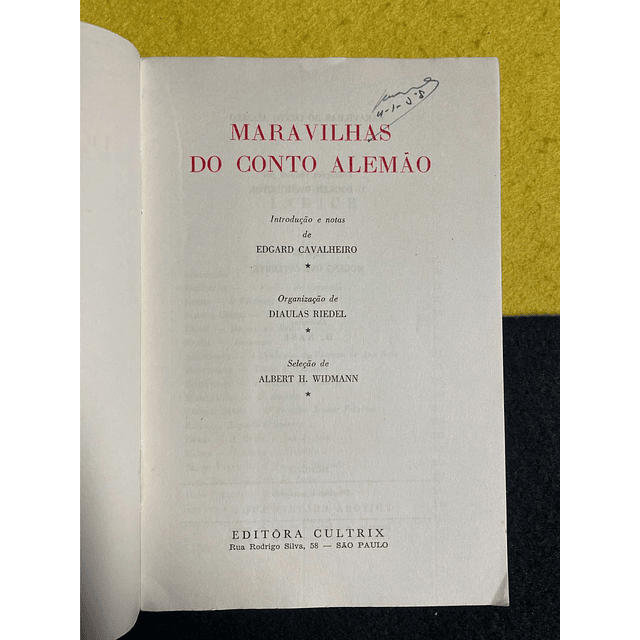 MARAVILHAS
DO CONTO ALEMÃO
Introdução e notas
de
EDGARD CAVALHEIRO
Organização de
DIAULAS RIEDEL
Seleção de
ALBERT H. WIDMANN
EDITÔRA CULTRIX
Rua Rodrigo Silva, 58 — SÃO PAULO